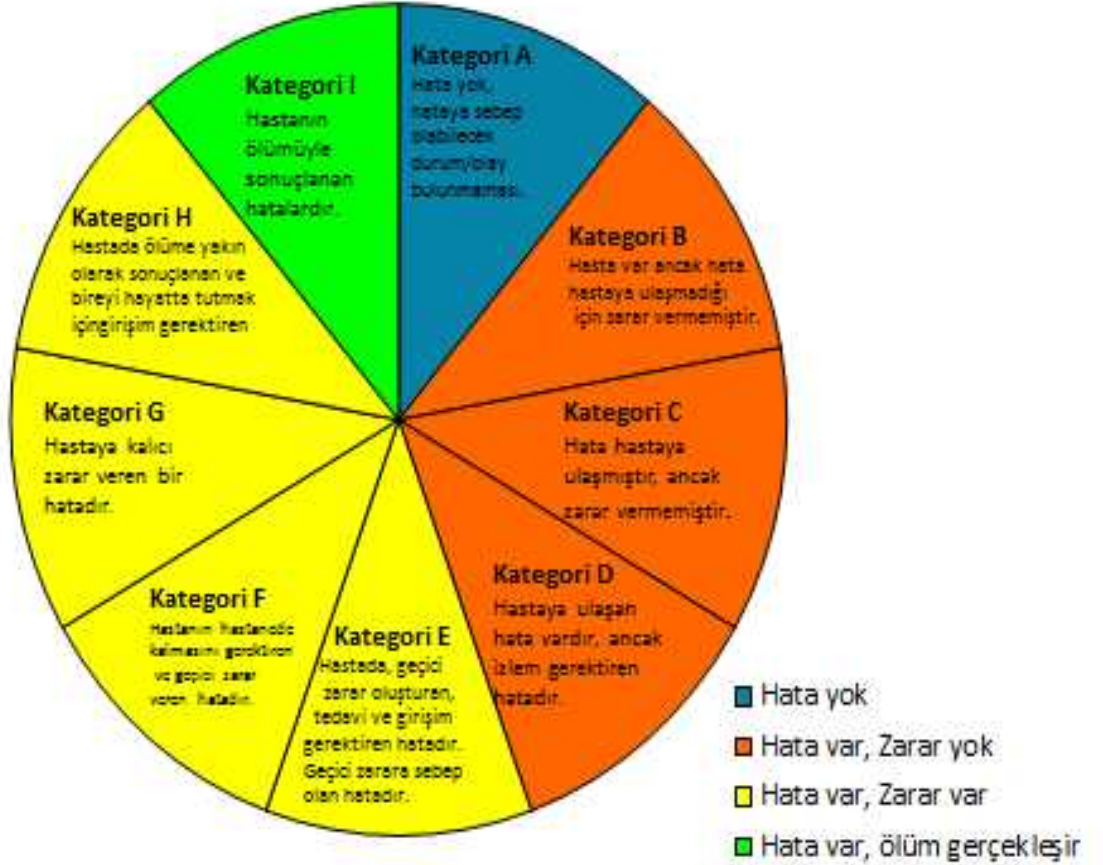 Kategori A
Hata yok,
hataya sebep
olabilecek
durum/olay
bulunmaması.
Kategori B
Hasta var ancak hata
hastaya ulaşmadığı
için zarar vermemiştir.
Kategori C
Hata hastaya
ulaşmıştır, ancak
zarar vermemiştir.
Kategori D
Hastaya ulaşan
hata vardır, ancak
izlem gerektiren
hatadır.
Kategori E
Hastada, geçici
zarar oluşturan,
tedavi ve girişim
gerektiren hatadır.
Geçici zarara sebep
olan hatadır.
Kategori F
Hastanın hastanede
kalmasını gerektiren
ve geçici zarar
veren hatadır.
Kategori G
Hastaya kalıcı
zarar veren bir
hatadır.
Kategori H
Hastada ölüme yakın
olarak sonuçlanan ve
bireyi hayatta tutmak
içingirişim gerektiren
Kategori I
Hastanın
ölümüyle
sonuçlanan
hatalardır.
Hata yok
Hata var, Zarar yok
Hata var, Zarar var
Hata var, ölüm gerçekleşir